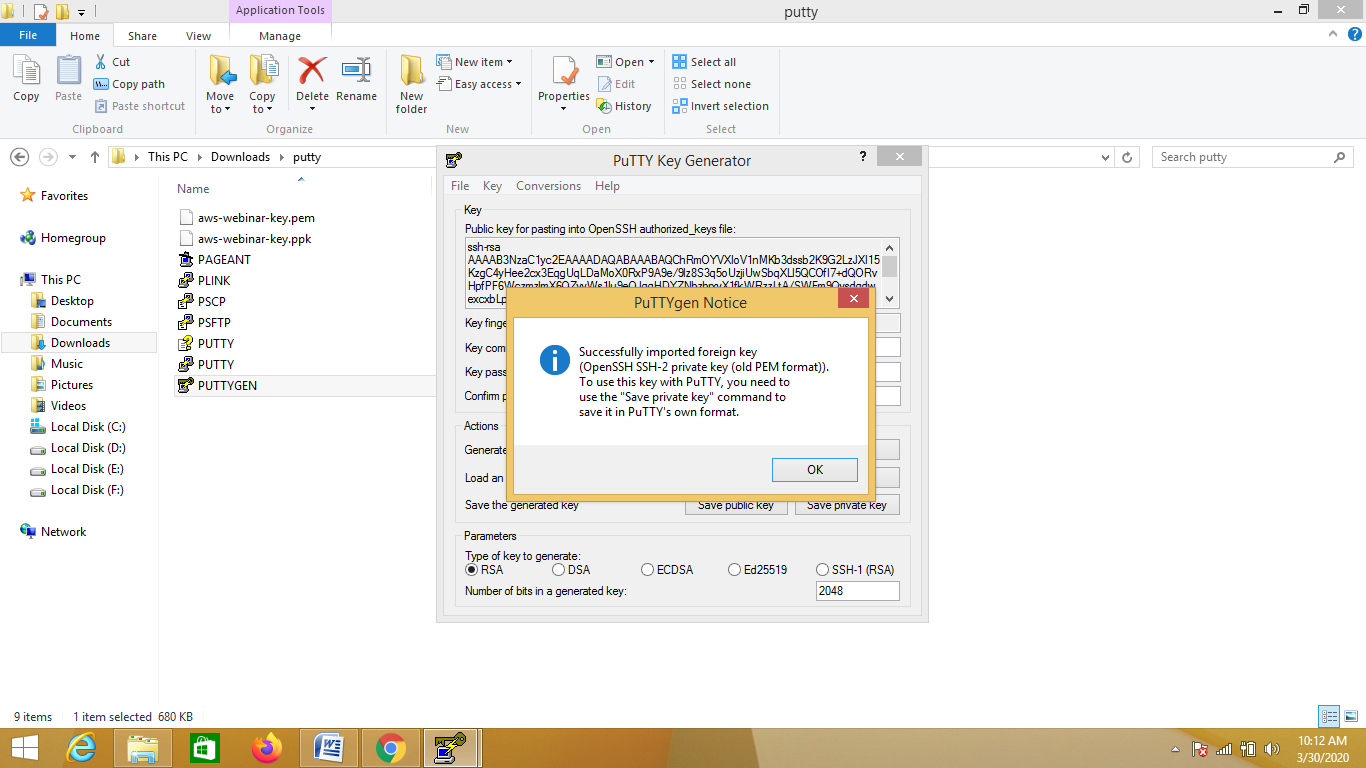 Application Tools
putty
File
Home
Share
View
Manage
Copy
Paste
Cut
Copy path
Paste shortcut
Clipboard
Move to
Copy to
Delete
Rename
Organize
New folder
New item
Easy access
New
Properties
Open
Edit
History
Open
Select all
Select none
Invert selection
Select
This PC
Downloads
putty
Search putty
Favorites
Homegroup
This PC
Desktop
Documents
Downloads
Music
Pictures
Videos
Local Disk (C:)
Local Disk (D:)
Local Disk (E:)
Local Disk (F:)
Network
Name
aws-webinar-key.pem
aws-webinar-key.ppk
PAGEANT
PLINK
PSCP
PSFTP
PUTTY
PUTTY
PUTTYGEN
PuTTY Key Generator
?
File
Key
Conversions
Help
Key
Public key for pasting into OpenSSH authorized_keys file:
ssh-rsa
excxbLp
Key finge
Key com
Key pass
Confirm p
Actions
Generate
Load an
Save the generated key
Save public key
Save private key
Parameters
Type of key to generate:
RSA
DSA
ECDSA
Ed25519
SSH-1 (RSA)
Number of bits in a generated key:
2048
PuTTYgen Notice
Successfully imported foreign key
(OpenSSH SSH-2 private key (old PEM format)).
To use this key with PuTTY, you need to
use the "Save private key" command to
save it in PuTTY's own format.
OK
9 items
1 item selected 680 KB
10:12 AM
3/30/2020